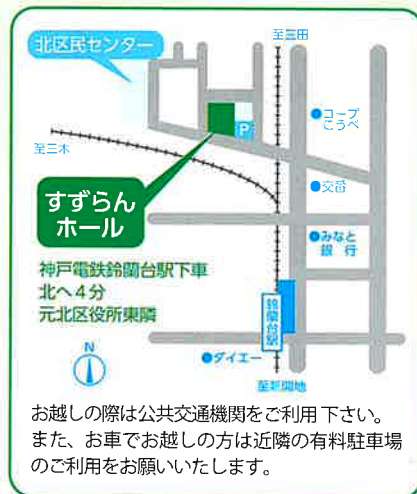 至三田
北区民センター
コープ
こうべ
P
至三木
交番
すずらん
ホール
みなと
銀行
神戸電鉄鈴蘭台駅下車
北へ4分
元北区役所東隣
鈴蘭台駅
N
ダイエー
至新開地
お越しの際は公共交通機関をご利用下さい。
また、お車でお越しの方は近隣の有料駐車場
のご利用をお願いいたします。